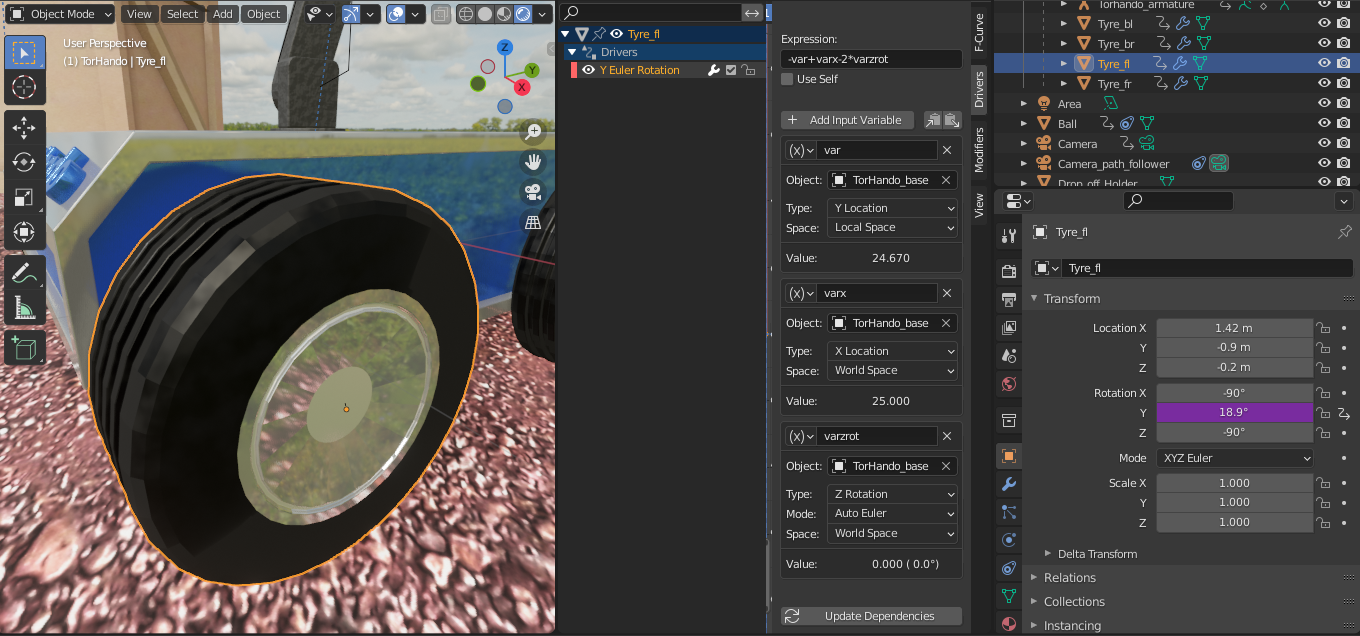 Object Mode View Select Add Object
User Perspective
(1) TorHando | Tyre_fl
Z
Y
X
Tyre_fl
Drivers
Y Euler Rotation
Expression:
-var+varx-2*varzrot
Use Self
+ Add Input Variable
(x) var
Object: TorHando_base
Type: Y Location
Space: Local Space
Value: 24.670
(x) varx
Object: TorHando_base
Type: X Location
Space: World Space
Value: 25.000
(x) varzrot
Object: TorHando_base
Type: Z Rotation
Mode: Auto Euler
Space: World Space
Value: 0.000 ( 0.0°)
Update Dependencies
F-Curve
Drivers
Modifiers
View
Torhando_armature
Tyre_bl
Tyre_br
Tyre_fl
Tyre_fr
Area
Ball
Camera
Camera_path_follower
Drop_off_Holder
Tyre_fl
Tyre_fl
Transform
Location X 1.42 m
Y -0.9 m
Z -0.2 m
Rotation X -90°
Y 18.9°
Z -90°
Mode XYZ Euler
Scale X 1.000
Y 1.000
Z 1.000
Delta Transform
Relations
Collections
Instancing